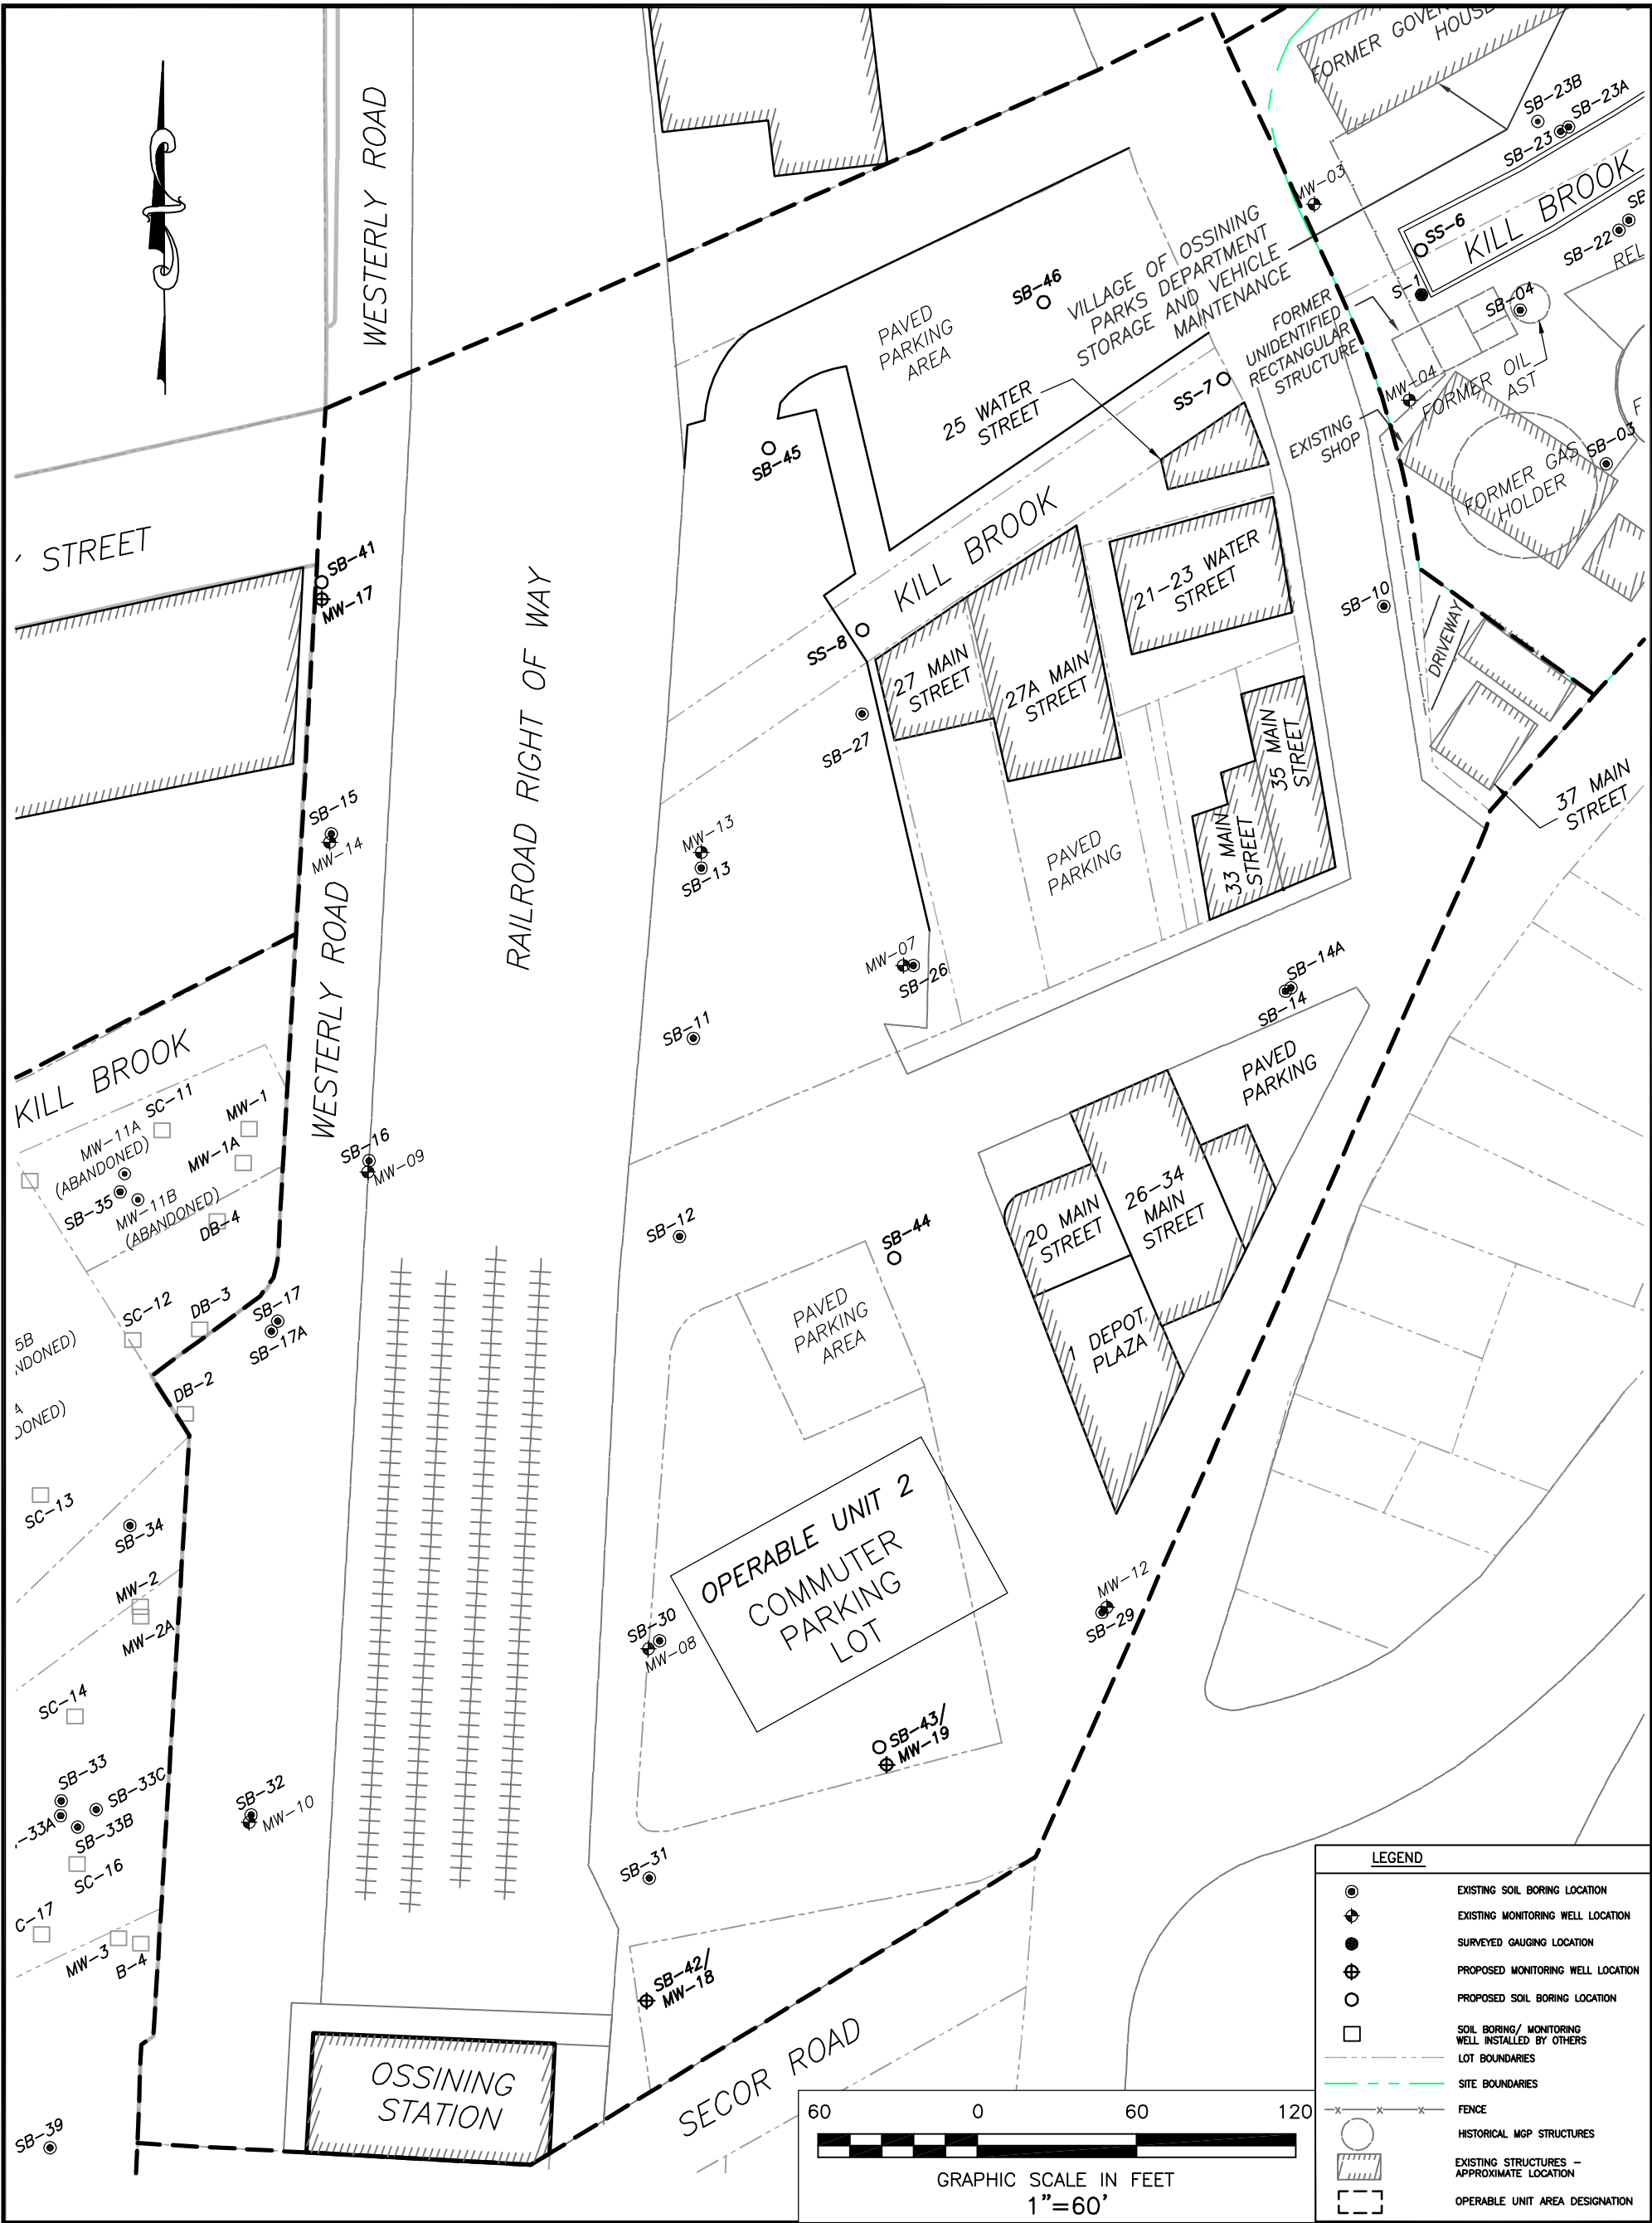 FORMER GOVER
HOUSE
SB-23B
SB-23A
SB-23
WESTERLY ROAD
MW-03
KILL BROOK
SS-6
SB-22
REL
S-1
SB-04
VILLAGE OF OSSINING
PARKS DEPARTMENT
STORAGE AND VEHICLE
MAINTENANCE
SB-46
PAVED
PARKING
AREA
FORMER
UNIDENTIFIED
RECTANGULAR
STRUCTURE
SS-7
MW-04
FORMER OIL
AST
25 WATER
STREET
EXISTING
SHOP
SB-45
SB-03
FORMER GAS
HOLDER
KILL BROOK
STREET
SB-41
MW-17
21-23 WATER
STREET
SB-10
DRIVEWAY
SS-8
27 MAIN
STREET
27A MAIN
STREET
RAILROAD RIGHT OF WAY
SB-27
35 MAIN
STREET
37 MAIN
STREET
SB-15
MW-14
MW-13
SB-13
PAVED
PARKING
33 MAIN
STREET
WESTERLY ROAD
MW-07
SB-26
SB-14A
SB-14
SB-11
KILL BROOK
PAVED
PARKING
SC-11
MW-1
MW-11A
(ABANDONED)
MW-1A
SB-35
MW-11B
(ABANDONED)
DB-4
SB-16
MW-09
SB-12
SB-44
20 MAIN
STREET
26-34
MAIN
STREET
SC-12
DB-3
SB-17
SB-17A
5B
NDONED)
PAVED
PARKING
AREA
1 DEPOT
PLAZA
DB-2
A
DONED)
SC-13
SB-34
OPERABLE UNIT 2
COMMUTER
PARKING
LOT
MW-2
MW-2A
MW-12
SB-29
SB-30
MW-08
SC-14
SB-43/
MW-19
SB-33
SB-33C
-33A
SB-33B
SC-16
SB-32
MW-10
SB-31
C-17
MW-3
B-4
SB-42/
MW-18
OSSINING
STATION
SECOR ROAD
SB-39
60 0 60 120
GRAPHIC SCALE IN FEET
1"=60'
LEGEND
EXISTING SOIL BORING LOCATION
EXISTING MONITORING WELL LOCATION
SURVEYED GAUGING LOCATION
PROPOSED MONITORING WELL LOCATION
PROPOSED SOIL BORING LOCATION
SOIL BORING/ MONITORING
WELL INSTALLED BY OTHERS
LOT BOUNDARIES
SITE BOUNDARIES
FENCE
HISTORICAL MGP STRUCTURES
EXISTING STRUCTURES -
APPROXIMATE LOCATION
OPERABLE UNIT AREA DESIGNATION